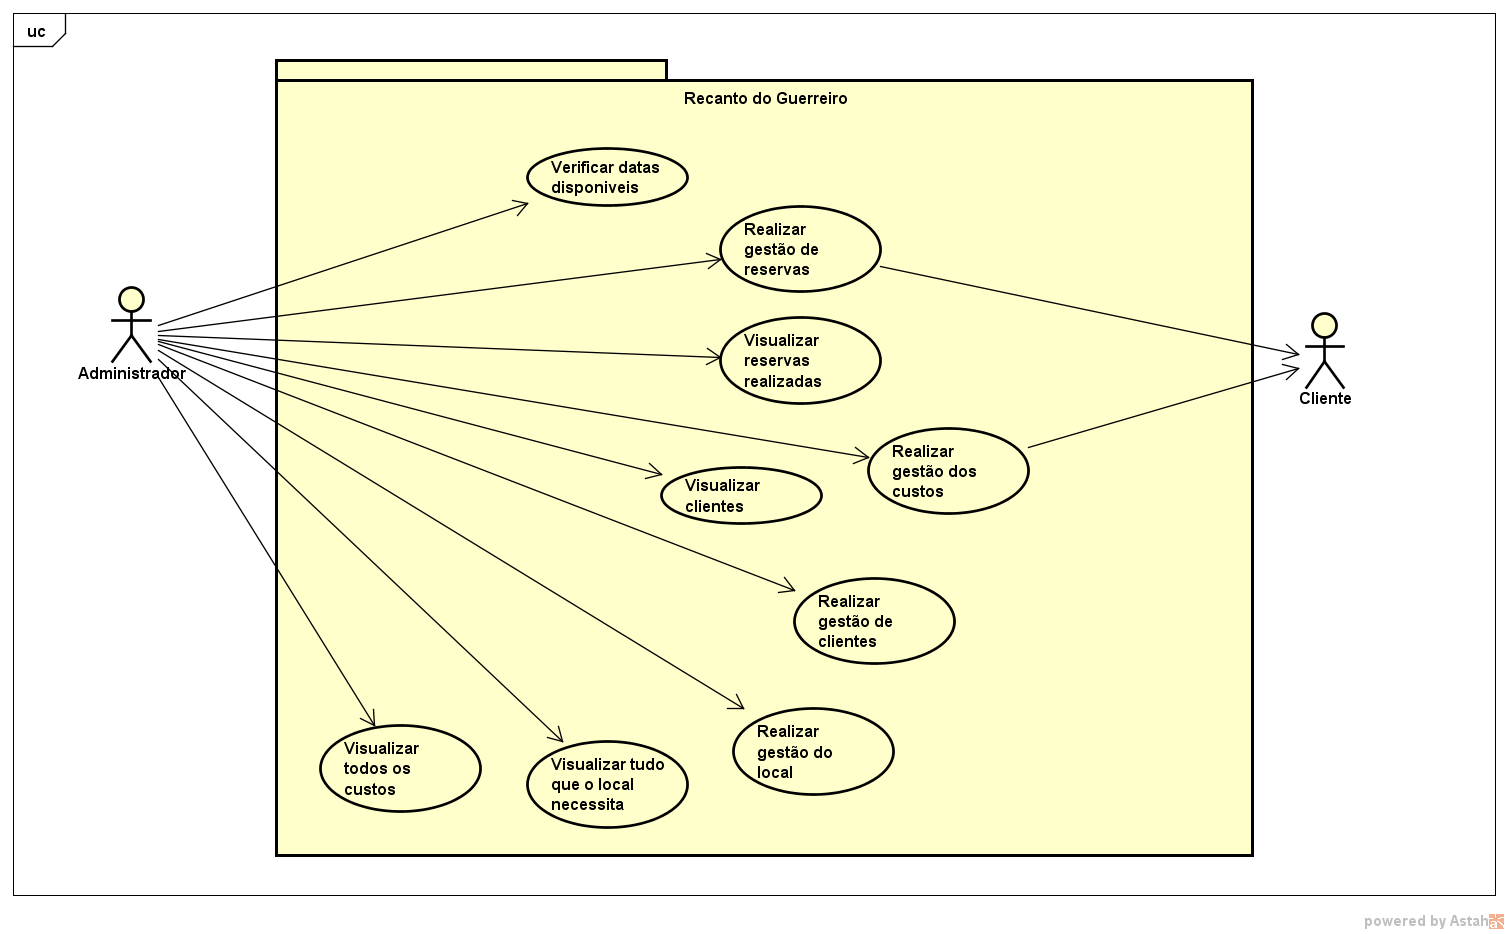 uc
Recanto do Guerreiro
Verificar datas
disponiveis
Realizar
gestão de
reservas
Visualizar
reservas
realizadas
Administrador
Cliente
Realizar
gestão dos
custos
Visualizar
clientes
Realizar
gestão de
clientes
Realizar
gestão do
local
Visualizar
todos os
custos
Visualizar tudo
que o local
necessita
powered by Astah